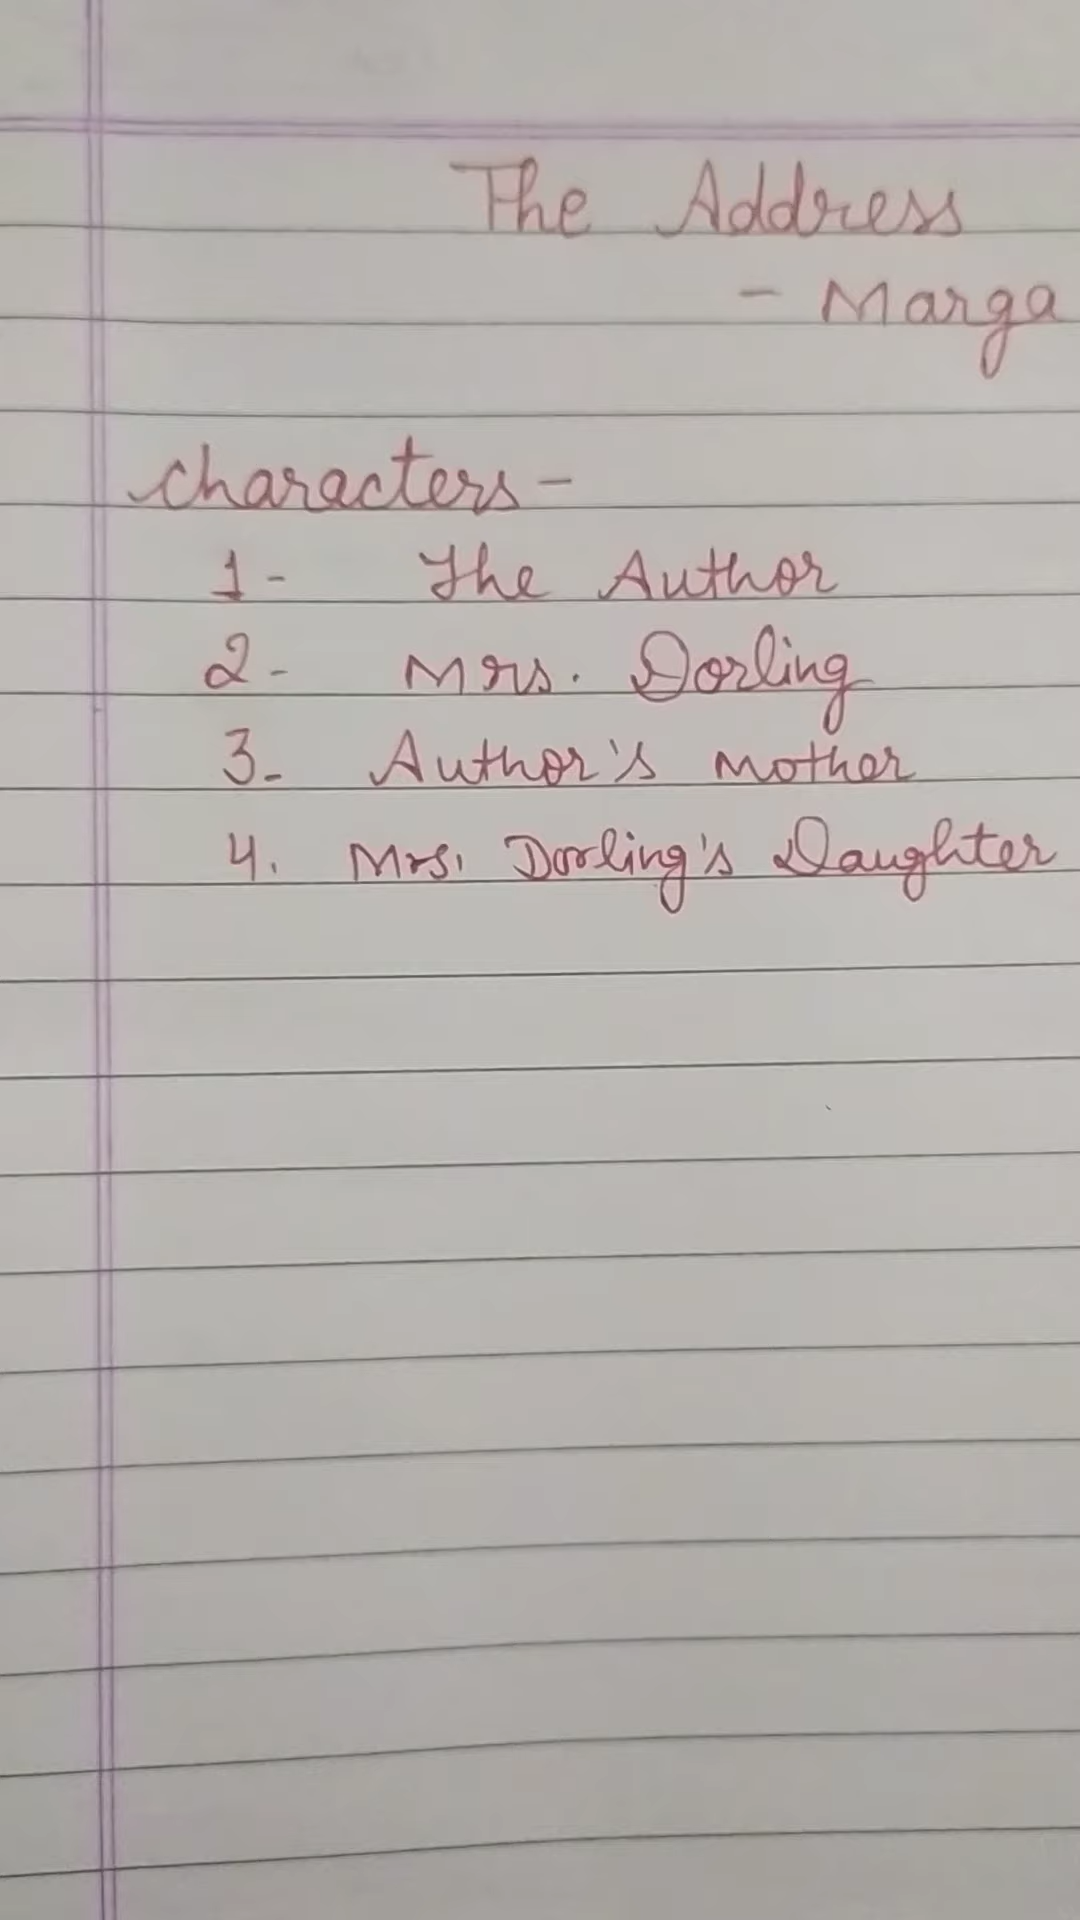 The Address
- Marga
Characters -
1- The Author
2- Mrs. Dorling
3- Author's mother
4. Mrs. Dorling's Daughter